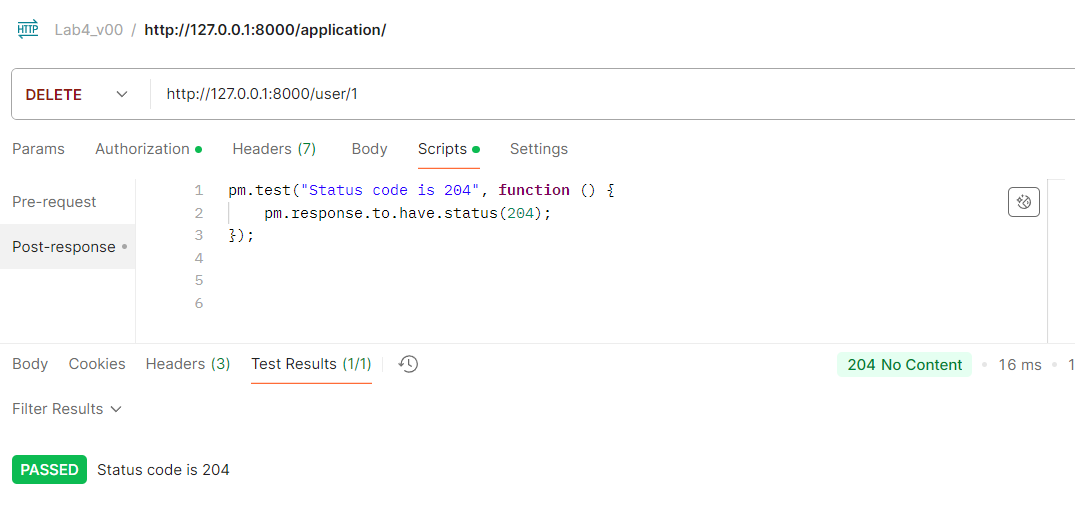 HTTP Lab4_v00 / http://127.0.0.1:8000/application/
DELETE http://127.0.0.1:8000/user/1
Params Authorization Headers (7) Body Scripts Settings
Pre-request
Post-response
1 pm.test("Status code is 204", function () {
2 pm.response.to.have.status(204);
3 });
4
5
6
Body Cookies Headers (3) Test Results (1/1) 204 No Content 16 ms 1
Filter Results
PASSED Status code is 204